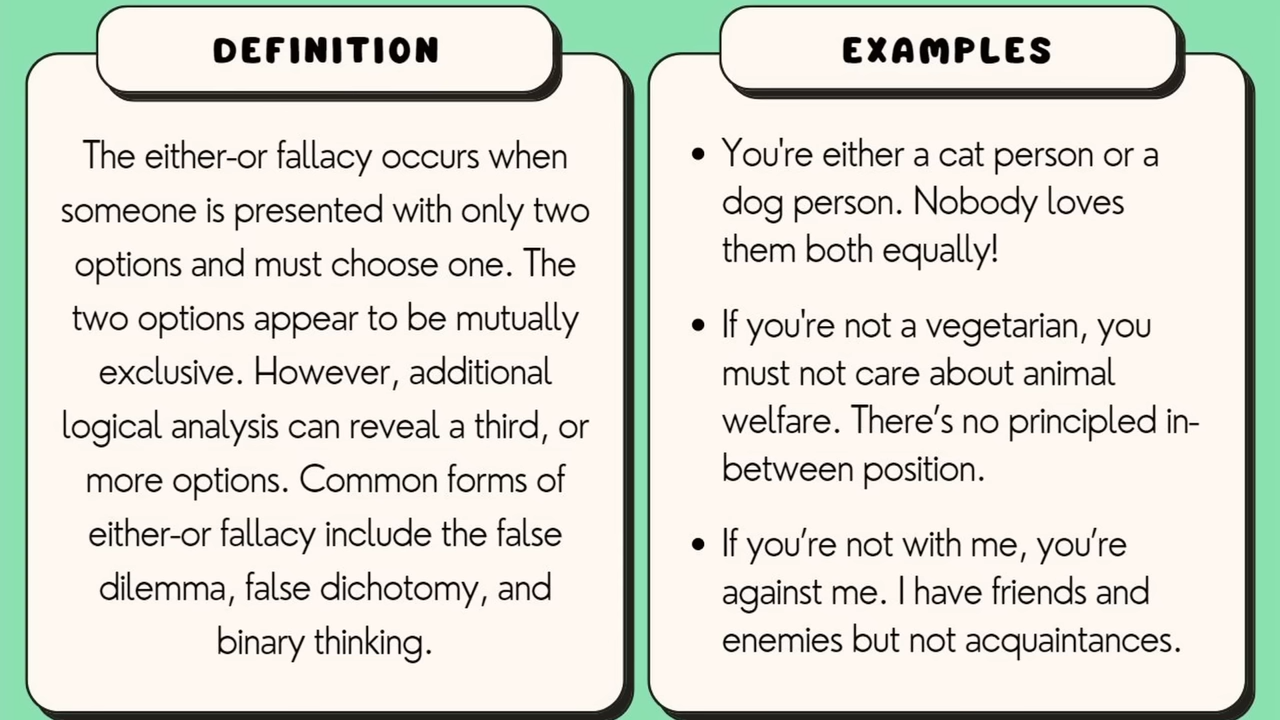 DEFINITION
The either-or fallacy occurs when
someone is presented with only two
options and must choose one. The
two options appear to be mutually
exclusive. However, additional
logical analysis can reveal a third, or
more options. Common forms of
either-or fallacy include the false
dilemma, false dichotomy, and
binary thinking.
EXAMPLES
• You're either a cat person or a
dog person. Nobody loves
them both equally!
• If you're not a vegetarian, you
must not care about animal
welfare. There’s no principled in-
between position.
• If you’re not with me, you’re
against me. I have friends and
enemies but not acquaintances.